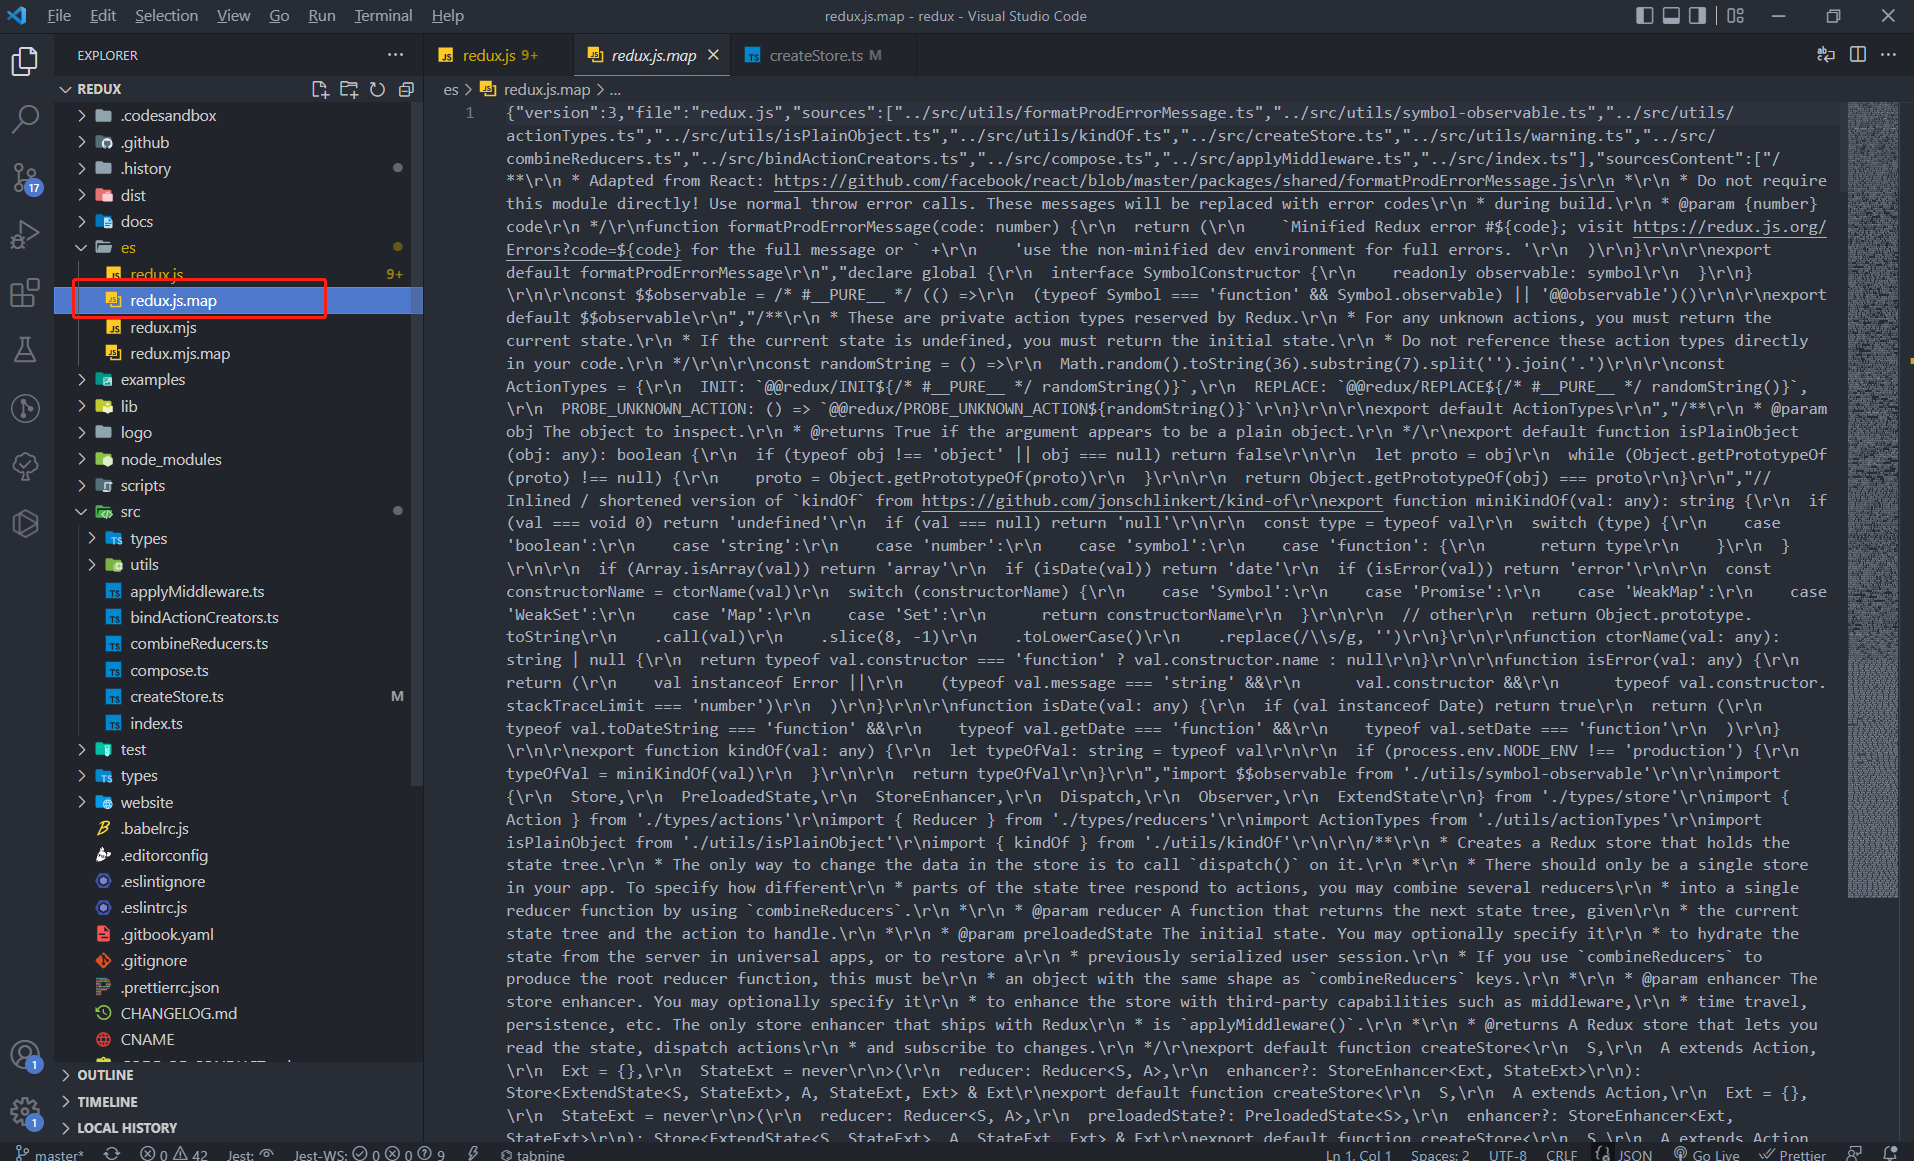 File Edit Selection View Go Run Terminal Help
redux.js.map - redux - Visual Studio Code
EXPLORER
redux.js 9+
redux.js.map
createStore.ts M
REDUX
es > redux.js.map > ...
.codesandbox
.github
.history
dist
docs
es
redux.js 9+
redux.js.map
redux.mjs
redux.mjs.map
examples
lib
logo
node_modules
scripts
src
types
utils
applyMiddleware.ts
bindActionCreators.ts
combineReducers.ts
compose.ts
createStore.ts M
index.ts
test
types
website
.babelrc.js
.editorconfig
.eslintignore
.eslintrc.js
.gitbook.yaml
.gitignore
.prettierrc.json
CHANGELOG.md
CNAME
OUTLINE
TIMELINE
LOCAL HISTORY
17
1
1
1
{"version":3,"file":"redux.js","sources":["../src/utils/formatProdErrorMessage.ts","../src/utils/symbol-observable.ts","../src/utils/
actionTypes.ts","../src/utils/isPlainObject.ts","../src/utils/kindOf.ts","../src/createStore.ts","../src/utils/warning.ts","../src/
combineReducers.ts","../src/bindActionCreators.ts","../src/compose.ts","../src/applyMiddleware.ts","../src/index.ts"],"sourcesContent":["/
**\r\n * Adapted from React: https://github.com/facebook/react/blob/master/packages/shared/formatProdErrorMessage.js\r\n *\r\n * Do not require
this module directly! Use normal throw error calls. These messages will be replaced with error codes\r\n * during build.\r\n * @param {number}
code\r\n */\r\nfunction formatProdErrorMessage(code: number) {\r\n  return (\r\n    `Minified Redux error #${code}; visit https://redux.js.org/
Errors?code=${code} for the full message or ` +\r\n    'use the non-minified dev environment for full errors. '\r\n  )\r\n}\r\n\r\nexport
default formatProdErrorMessage\r\n","declare global {\r\n  interface SymbolConstructor {\r\n    readonly observable: symbol\r\n  }\r\n}
\r\n\r\nconst $$observable = /* #__PURE__ */ (() =>\r\n  (typeof Symbol === 'function' && Symbol.observable) || '@@observable')()\r\n\r\nexport
default $$observable\r\n","/**\r\n * These are private action types reserved by Redux.\r\n * For any unknown actions, you must return the
current state.\r\n * If the current state is undefined, you must return the initial state.\r\n * Do not reference these action types directly
in your code.\r\n */\r\n\r\nconst randomString = () =>\r\n  Math.random().toString(36).substring(7).split('').join('.')\r\n\r\nconst
ActionTypes = {\r\n  INIT: `@@redux/INIT${/* #__PURE__ */ randomString()}`,\r\n  REPLACE: `@@redux/REPLACE${/* #__PURE__ */ randomString()}`,
\r\n  PROBE_UNKNOWN_ACTION: () => `@@redux/PROBE_UNKNOWN_ACTION${randomString()}`\r\n}\r\n\r\nexport default ActionTypes\r\n","/**\r\n * @param
obj The object to inspect.\r\n * @returns True if the argument appears to be a plain object.\r\n */\r\nexport default function isPlainObject
(obj: any): boolean {\r\n  if (typeof obj !== 'object' || obj === null) return false\r\n\r\n  let proto = obj\r\n  while (Object.getPrototypeOf
(proto) !== null) {\r\n    proto = Object.getPrototypeOf(proto)\r\n  }\r\n\r\n  return Object.getPrototypeOf(obj) === proto\r\n}\r\n","//
Inlined / shortened version of `kindOf` from https://github.com/jonschlinkert/kind-of\r\nexport function miniKindOf(val: any): string {\r\n  if
(val === void 0) return 'undefined'\r\n  if (val === null) return 'null'\r\n\r\n  const type = typeof val\r\n  switch (type) {\r\n    case
'boolean':\r\n    case 'string':\r\n    case 'number':\r\n    case 'symbol':\r\n    case 'function': {\r\n      return type\r\n    }\r\n  }
\r\n\r\n  if (Array.isArray(val)) return 'array'\r\n  if (isDate(val)) return 'date'\r\n  if (isError(val)) return 'error'\r\n\r\n  const
constructorName = ctorName(val)\r\n  switch (constructorName) {\r\n    case 'Symbol':\r\n    case 'Promise':\r\n    case 'WeakMap':\r\n    case
'WeakSet':\r\n    case 'Map':\r\n    case 'Set':\r\n      return constructorName\r\n  }\r\n\r\n  // other\r\n  return Object.prototype.
toString\r\n    .call(val)\r\n    .slice(8, -1)\r\n    .toLowerCase()\r\n    .replace(/\\s/g, '')\r\n}\r\n\r\nfunction ctorName(val: any):
string | null {\r\n  return typeof val.constructor === 'function' ? val.constructor.name : null\r\n}\r\n\r\nfunction isError(val: any) {\r\n
return (\r\n    val instanceof Error ||\r\n    (typeof val.message === 'string' &&\r\n      val.constructor &&\r\n      typeof val.constructor.
stackTraceLimit === 'number')\r\n  )\r\n}\r\n\r\nfunction isDate(val: any) {\r\n  if (val instanceof Date) return true\r\n  return (\r\n
typeof val.toDateString === 'function' &&\r\n    typeof val.getDate === 'function' &&\r\n    typeof val.setDate === 'function'\r\n  )\r\n}
\r\n\r\nexport function kindOf(val: any) {\r\n  let typeOfVal: string = typeof val\r\n\r\n  if (process.env.NODE_ENV !== 'production') {\r\n
typeOfVal = miniKindOf(val)\r\n  }\r\n\r\n  return typeOfVal\r\n}\r\n","import $$observable from './utils/symbol-observable'\r\n\r\nimport
{\r\n  Store,\r\n  PreloadedState,\r\n  StoreEnhancer,\r\n  Dispatch,\r\n  Observer,\r\n  ExtendState\r\n} from './types/store'\r\nimport {
Action } from './types/actions'\r\nimport { Reducer } from './types/reducers'\r\nimport ActionTypes from './utils/actionTypes'\r\nimport
isPlainObject from './utils/isPlainObject'\r\nimport { kindOf } from './utils/kindOf'\r\n\r\n/**\r\n * Creates a Redux store that holds the
state tree.\r\n * The only way to change the data in the store is to call `dispatch()` on it.\r\n *\r\n * There should only be a single store
in your app. To specify how different\r\n * parts of the state tree respond to actions, you may combine several reducers\r\n * into a single
reducer function by using `combineReducers`.\r\n *\r\n * @param reducer A function that returns the next state tree, given\r\n * the current
state tree and the action to handle.\r\n *\r\n * @param preloadedState The initial state. You may optionally specify it\r\n * to hydrate the
state from the server in universal apps, or to restore a\r\n * previously serialized user session.\r\n * If you use `combineReducers` to
produce the root reducer function, this must be\r\n * an object with the same shape as `combineReducers` keys.\r\n *\r\n * @param enhancer The
store enhancer. You may optionally specify it\r\n * to enhance the store with third-party capabilities such as middleware,\r\n * time travel,
persistence, etc. The only store enhancer that ships with Redux\r\n * is `applyMiddleware()`.\r\n *\r\n * @returns A Redux store that lets you
read the state, dispatch actions\r\n * and subscribe to changes.\r\n */\r\nexport default function createStore<\r\n  S,\r\n  A extends Action,
\r\n  Ext = {},\r\n  StateExt = never\r\n>(\r\n  reducer: Reducer<S, A>,\r\n  enhancer?: StoreEnhancer<Ext, StateExt>\r\n):
Store<ExtendState<S, StateExt>, A, StateExt, Ext> & Ext\r\nexport default function createStore<\r\n  S,\r\n  A extends Action,\r\n  Ext = {},
\r\n  StateExt = never\r\n>(\r\n  reducer: Reducer<S, A>,\r\n  preloadedState?: PreloadedState<S>,\r\n  enhancer?: StoreEnhancer<Ext,
StateExt>\r\n): Store<ExtendState<S, StateExt>, A, StateExt, Ext> & Ext\r\nexport default function createStore<\r\n  S,\r\n  A extends Action
master* 0 42 Jest: Jest-WS: 0 0 9 tabnine Ln 1, Col 1 Spaces: 2 UTF-8 CRLF JSON Go Live Prettier